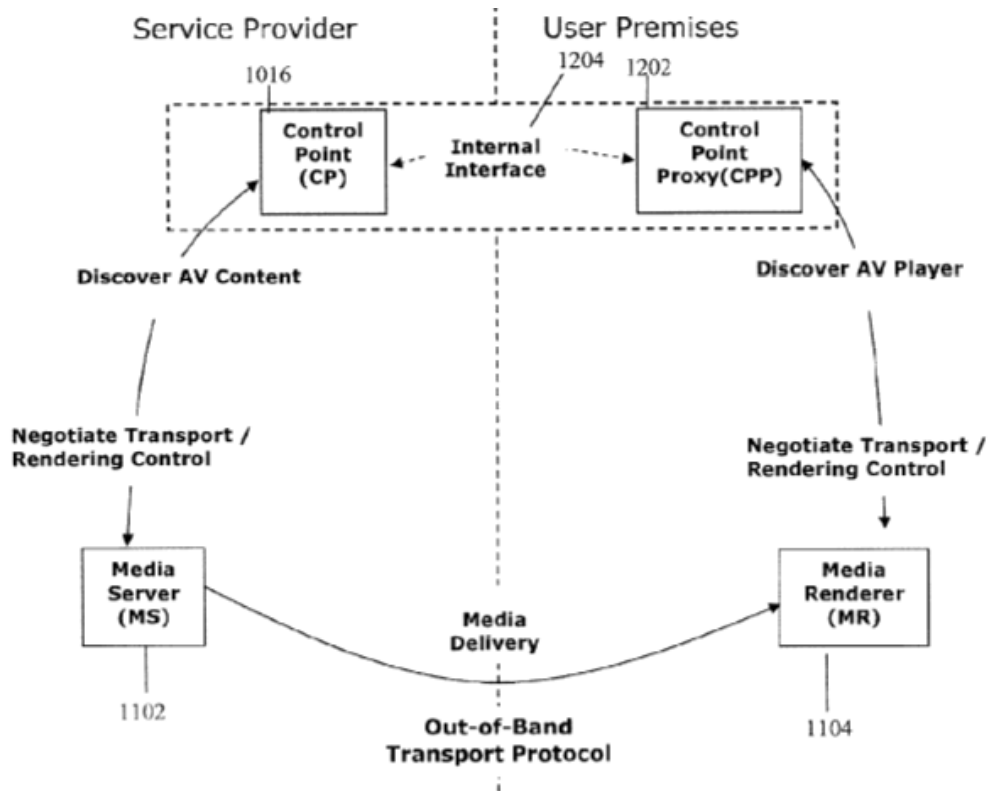 Service Provider
User Premises
1204
1016
1202
Control
Point
(CP)
Internal
Interface
Control
Point
Proxy(CPP)
Discover AV Content
Discover AV Player
Negotiate Transport /
Rendering Control
Negotiate Transport /
Rendering Control
Media
Server
(MS)
Media
Delivery
Media
Renderer
(MR)
1102
1104
Out-of-Band
Transport Protocol